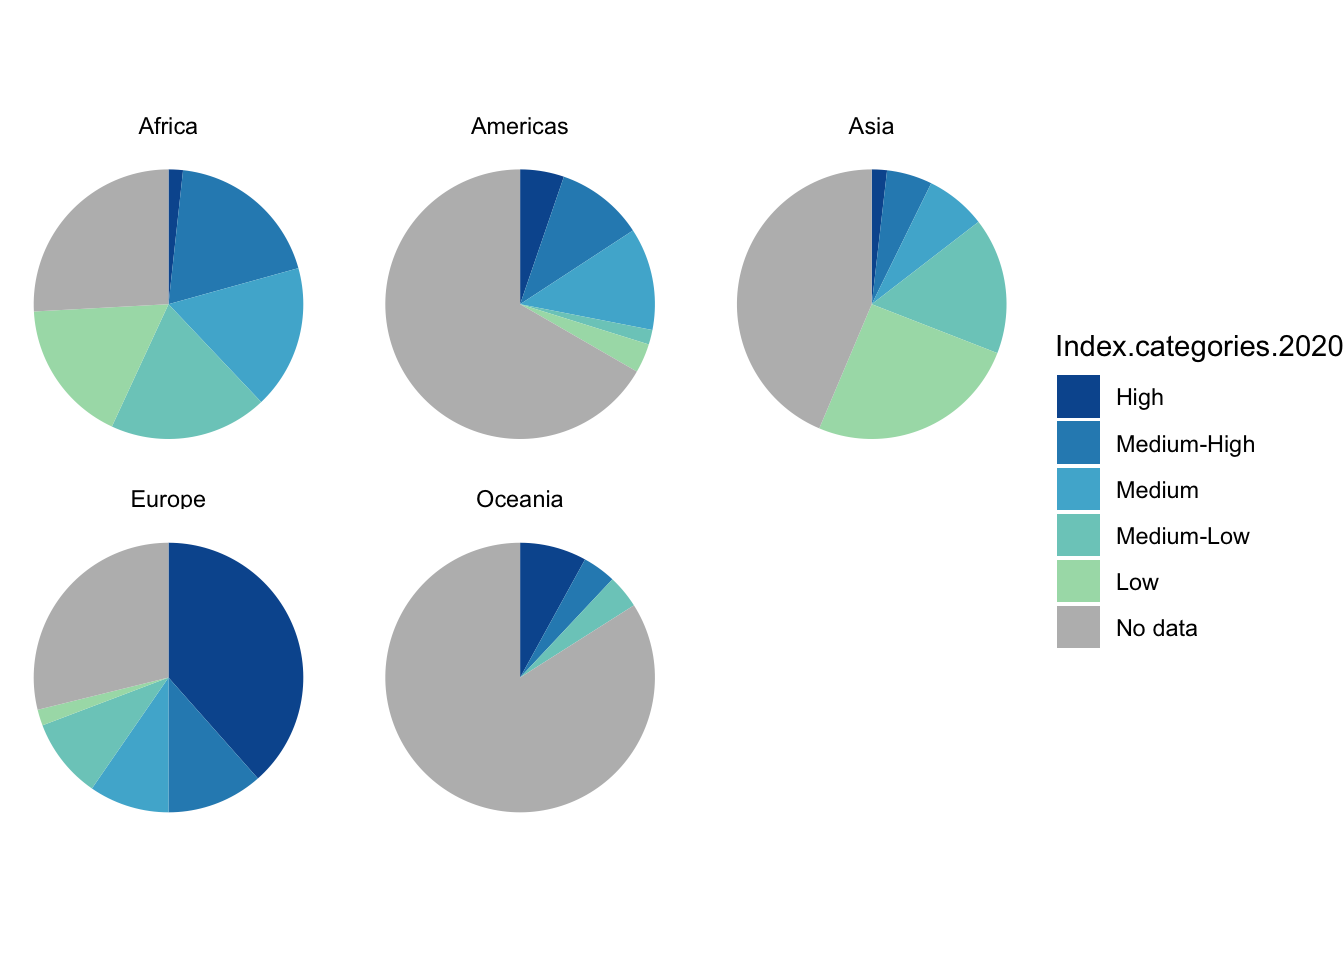 Africa
Americas
Asia
Europe
Oceania
Index.categories.2020
High
Medium-High
Medium
Medium-Low
Low
No data